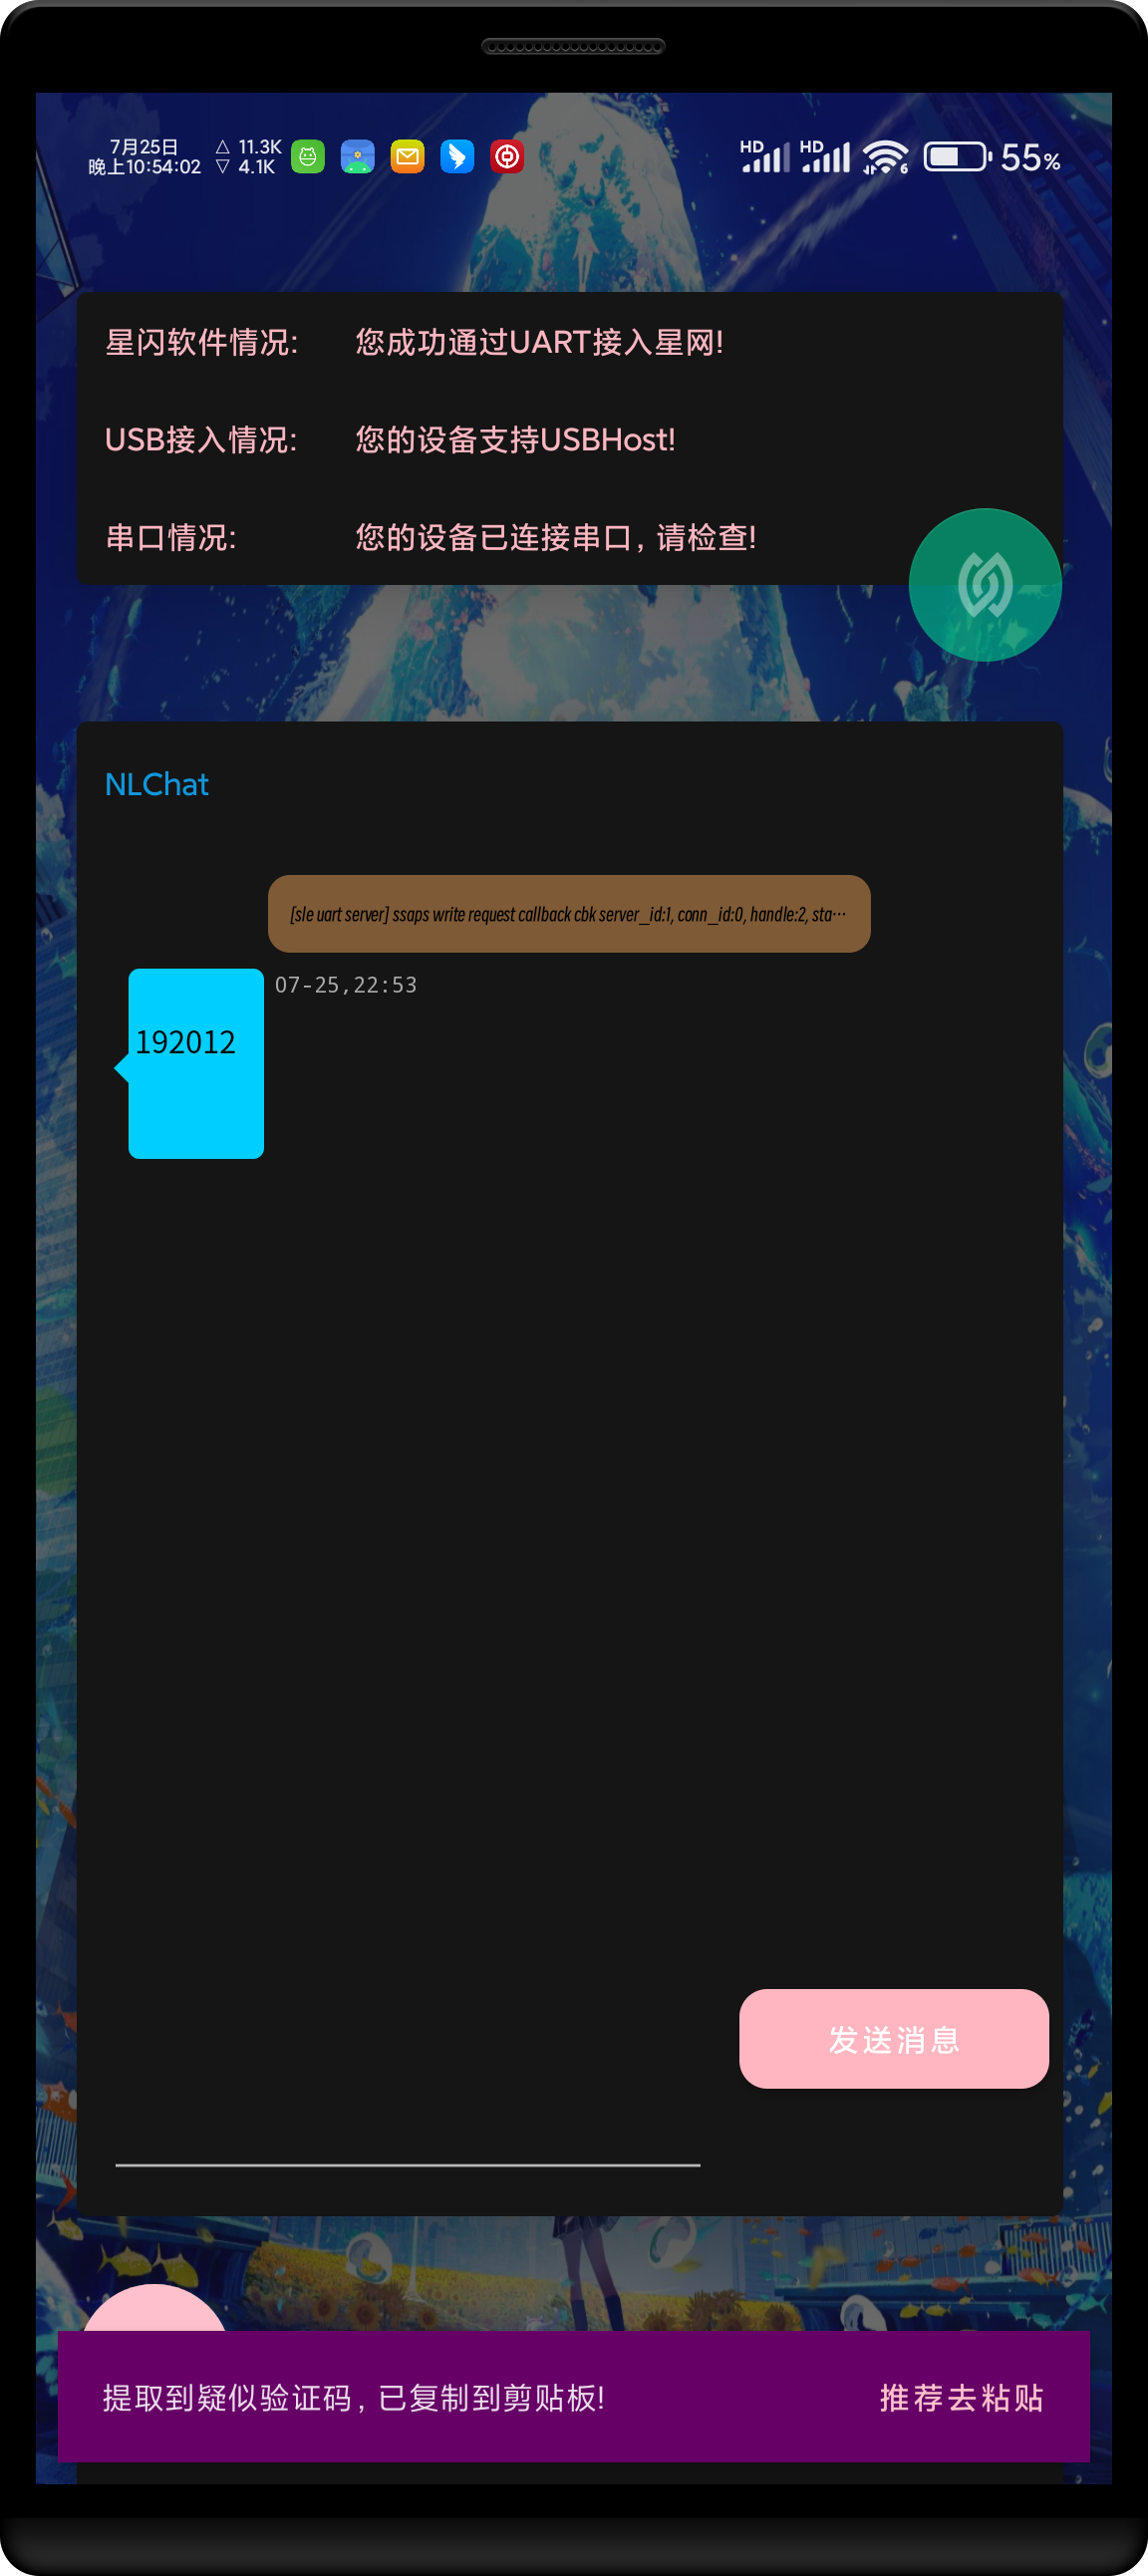 7月25日
晚上10:54:02
△ 11.3K
▽ 4.1K
HD
HD
6
55%
星闪软件情况:
您成功通过UART接入星网!
USB接入情况:
您的设备支持USBHost!
串口情况:
您的设备已连接串口, 请检查!
NLChat
[sle uart server] ssaps write request callback cbk server_id:1, conn_id:0, handle:2, sta···
07-25,22:53
192012
发送消息
提取到疑似验证码, 已复制到剪贴板!
推荐去粘贴